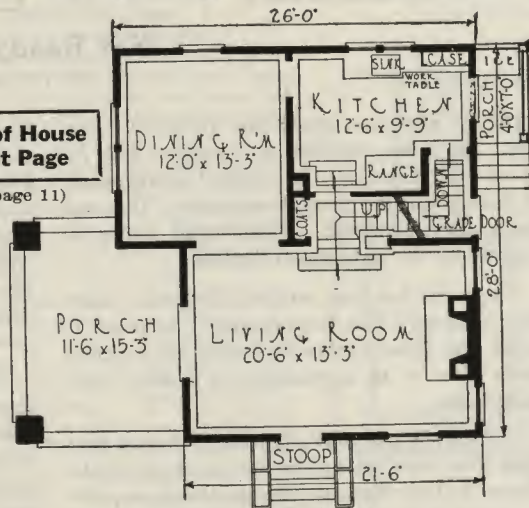 26'-0"
of House
t Page
page 11)
DINING R'M
12'-0" x 13'-3"
SINK
CASE
ICE
WORK
TABLE
KITCHEN
12'-6" x 9'-9"
PORCH
4'-0"X7'-0"
RANGE
COATS
UP
DOWN
GRADE DOOR
28'-0"
PORCH
11'-6" x 15'-3"
LIVING ROOM
20'-6" x 13'-3"
STOOP
21'-6"